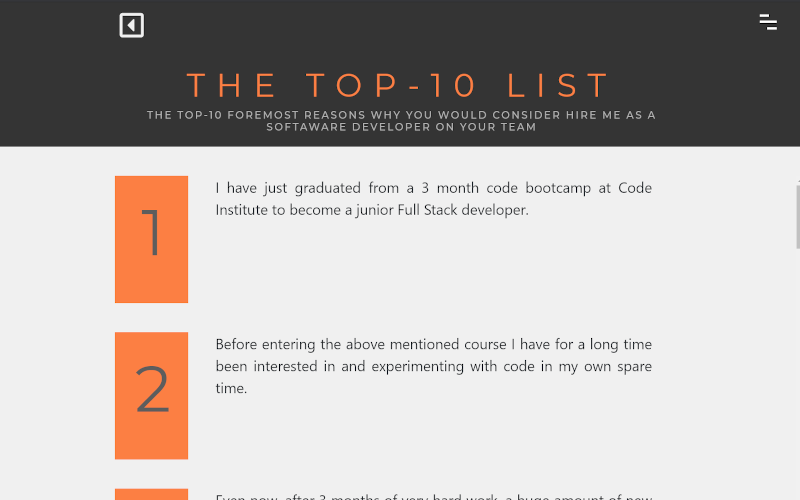 THE TOP-10 LIST
THE TOP-10 FOREMOST REASONS WHY YOU WOULD CONSIDER HIRE ME AS A
SOFTAWARE DEVELOPER ON YOUR TEAM
1
I have just graduated from a 3 month code bootcamp at Code
Institute to become a junior Full Stack developer.
2
Before entering the above mentioned course I have for a long time
been interested in and experimenting with code in my own spare
time.
Even now, after 3 months of very hard work, a huge amount of new